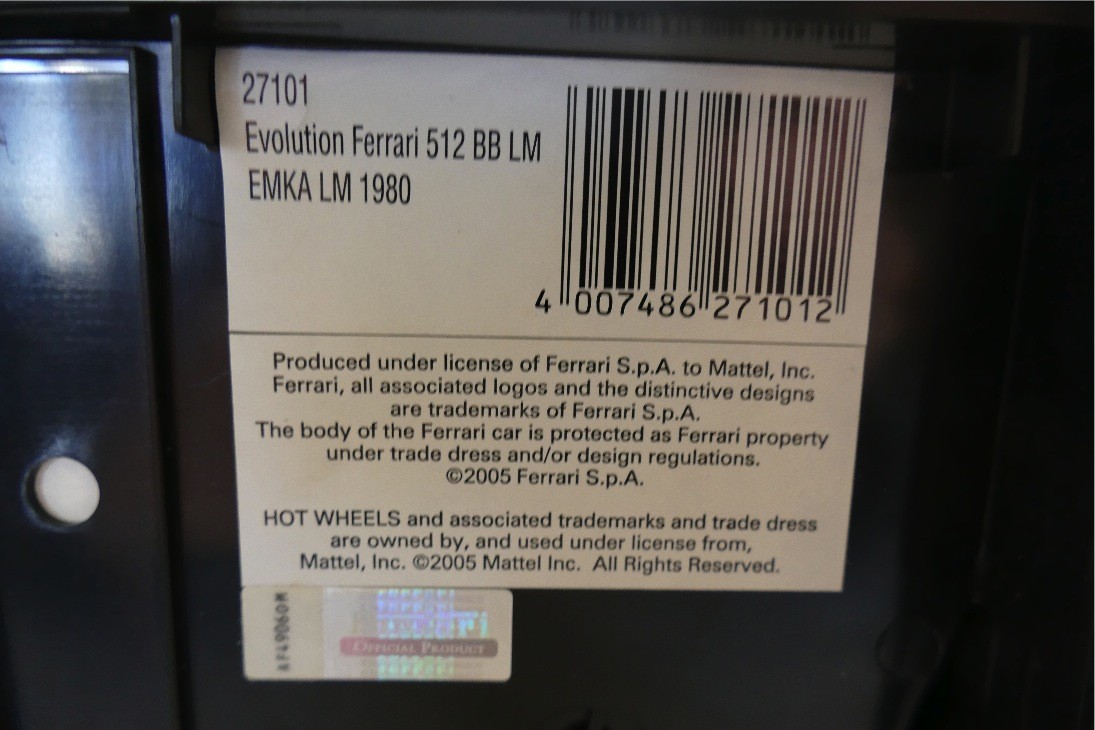 27101
Evolution Ferrari 512 BB LM
EMKA LM 1980
4 007486 271012
Produced under license of Ferrari S.p.A. to Mattel, Inc.
Ferrari, all associated logos and the distinctive designs
are trademarks of Ferrari S.p.A.
The body of the Ferrari car is protected as Ferrari property
under trade dress and/or design regulations.
©2005 Ferrari S.p.A.
HOT WHEELS and associated trademarks and trade dress
are owned by, and used under license from,
Mattel, Inc. ©2005 Mattel Inc. All Rights Reserved.
OFFICIAL PRODUCT